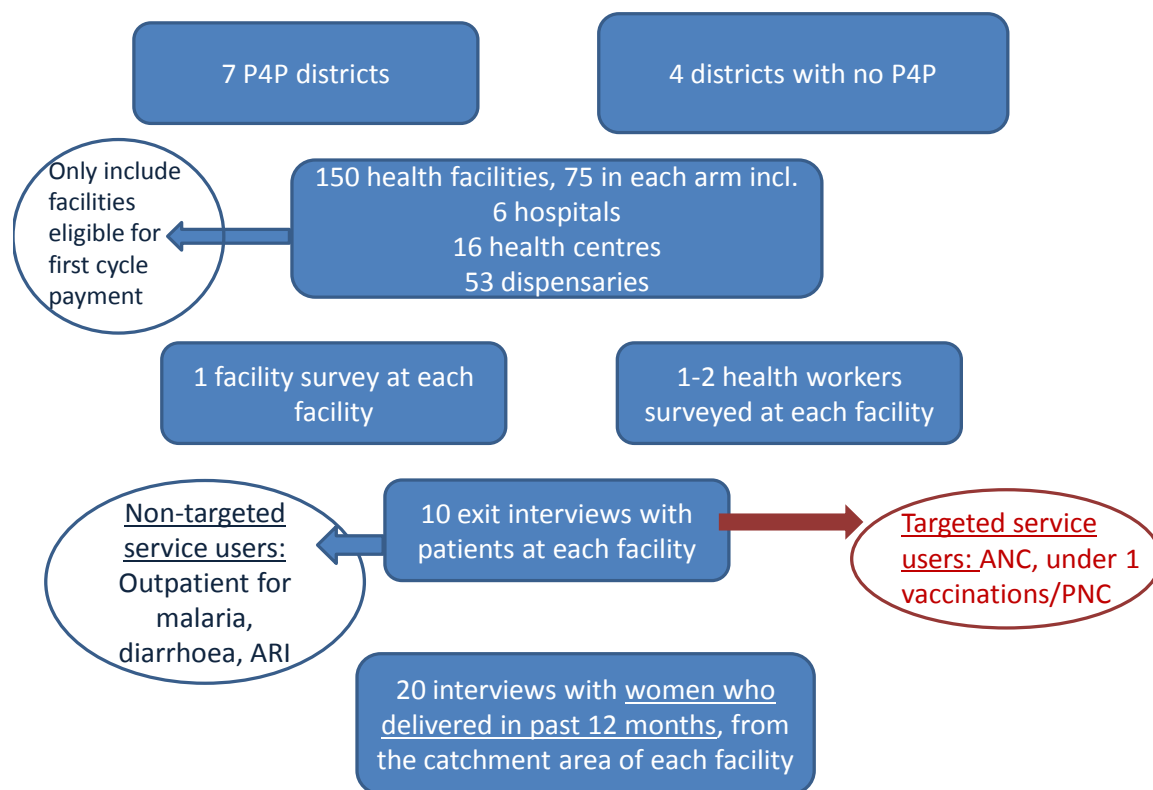 7 P4P districts
4 districts with no P4P
Only include
facilities
eligible for
first cycle
payment
150 health facilities, 75 in each arm incl.
6 hospitals
16 health centres
53 dispensaries
1 facility survey at each
facility
1-2 health workers
surveyed at each facility
Non-targeted
service users:
Outpatient for
malaria,
diarrhoea, ARI
10 exit interviews with
patients at each facility
Targeted service
users: ANC, under 1
vaccinations/PNC
20 interviews with women who
delivered in past 12 months, from
the catchment area of each facility